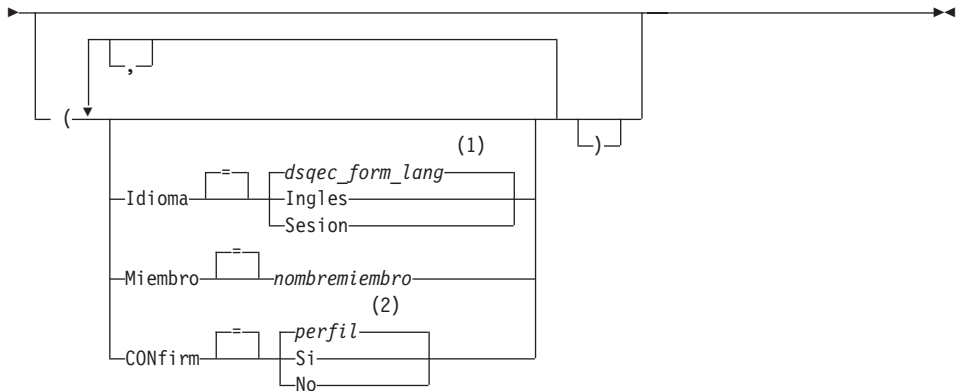 ,
(
)
(1)
Idioma = dsqec_form_lang
Ingles
Sesion
Miembro = nombremiembro
(2)
CONfirm = perfil
Si
No